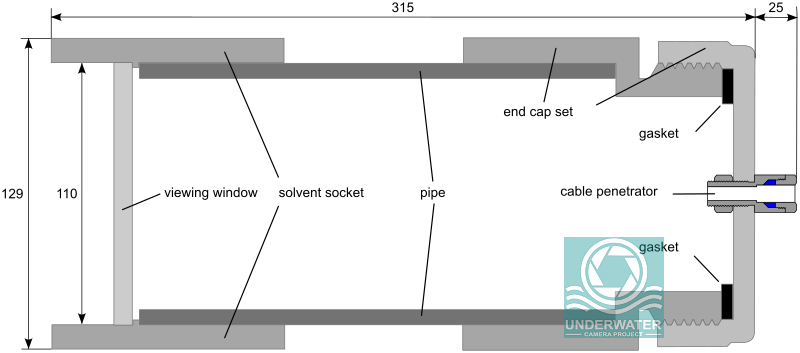 315
25
end cap set
gasket
129
110
viewing window
solvent socket
pipe
cable penetrator
gasket
UNDERWATER
CAMERA PROJECT